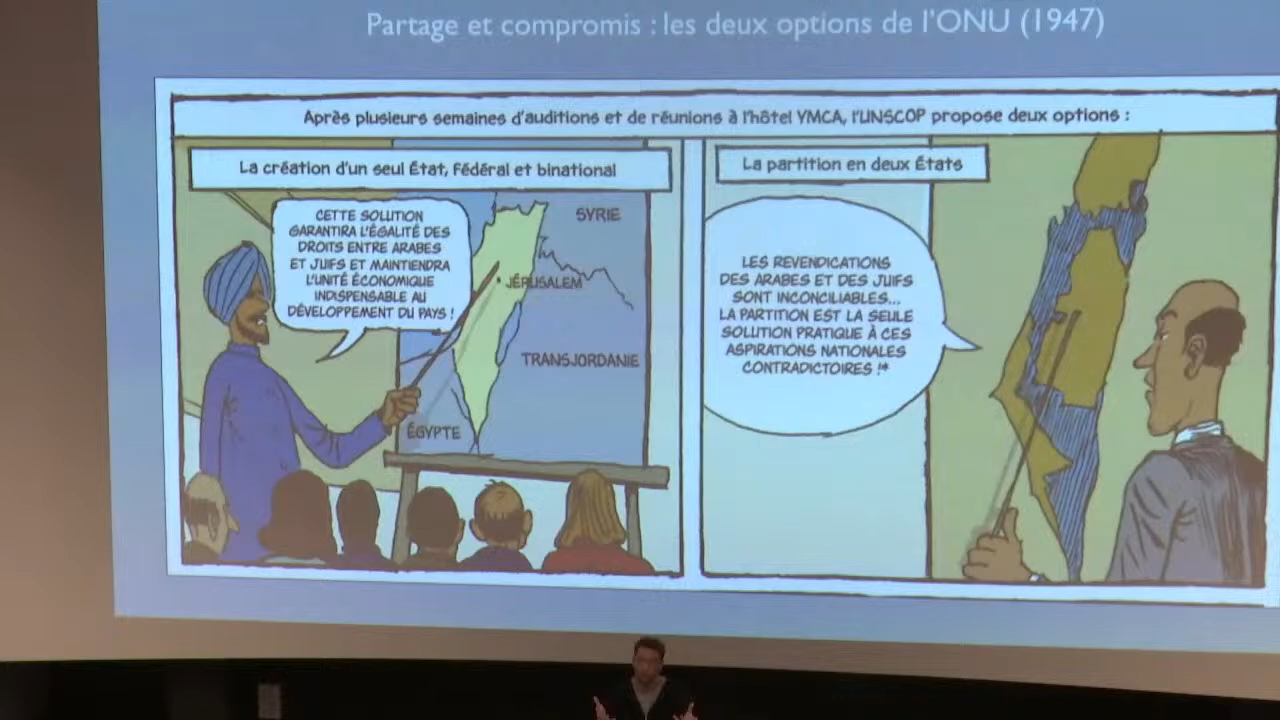 Partage et compromis : les deux options de l'ONU (1947)
Après plusieurs semaines d'auditions et de réunions à l'hôtel YMCA, l'UNSCOP propose deux options :
La création d'un seul État, fédéral et binational
CETTE SOLUTION
GARANTIRA L'ÉGALITÉ DES
DROITS ENTRE ARABES
ET JUIFS ET MAINTIENDRA
L'UNITÉ ÉCONOMIQUE
INDISPENSABLE AU
DÉVELOPPEMENT DU PAYS !
SYRIE
JÉRUSALEM
TRANSJORDANIE
ÉGYPTE
La partition en deux États
LES REVENDICATIONS
DES ARABES ET DES JUIFS
SONT INCONCILIABLES...
LA PARTITION EST LA SEULE
SOLUTION PRATIQUE À CES
ASPIRATIONS NATIONALES
CONTRADICTOIRES !*